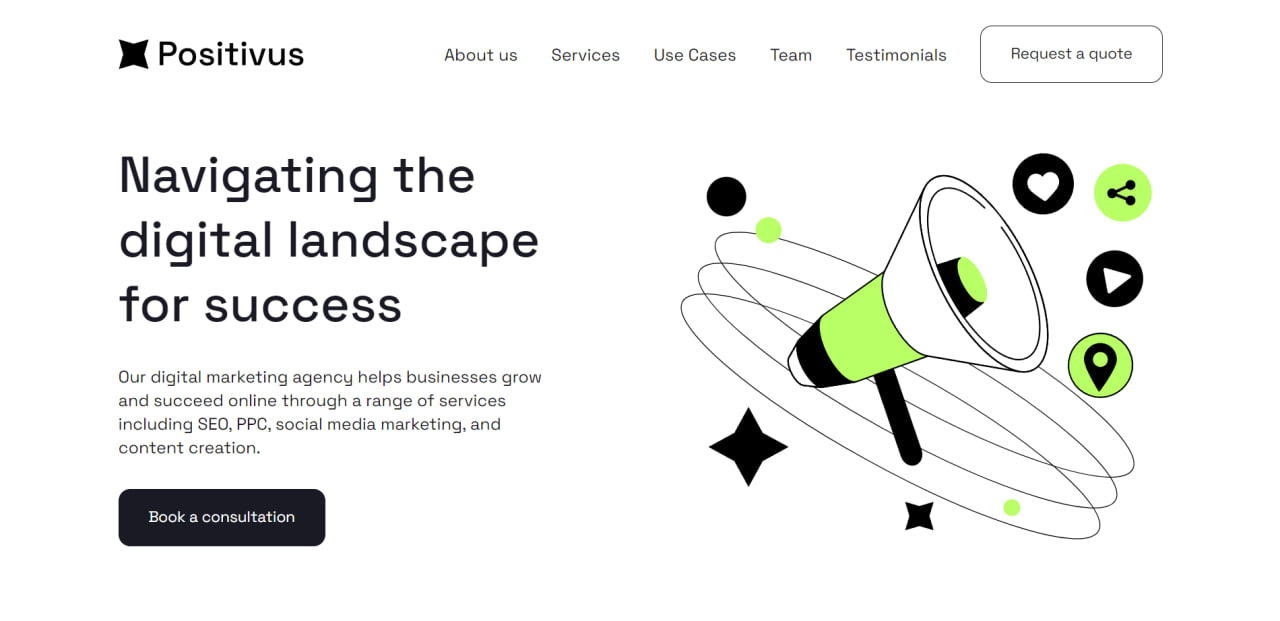 Positivus
About us
Services
Use Cases
Team
Testimonials
Request a quote
Navigating the
digital landscape
for success
Our digital marketing agency helps businesses grow
and succeed online through a range of services
including SEO, PPC, social media marketing, and
content creation.
Book a consultation